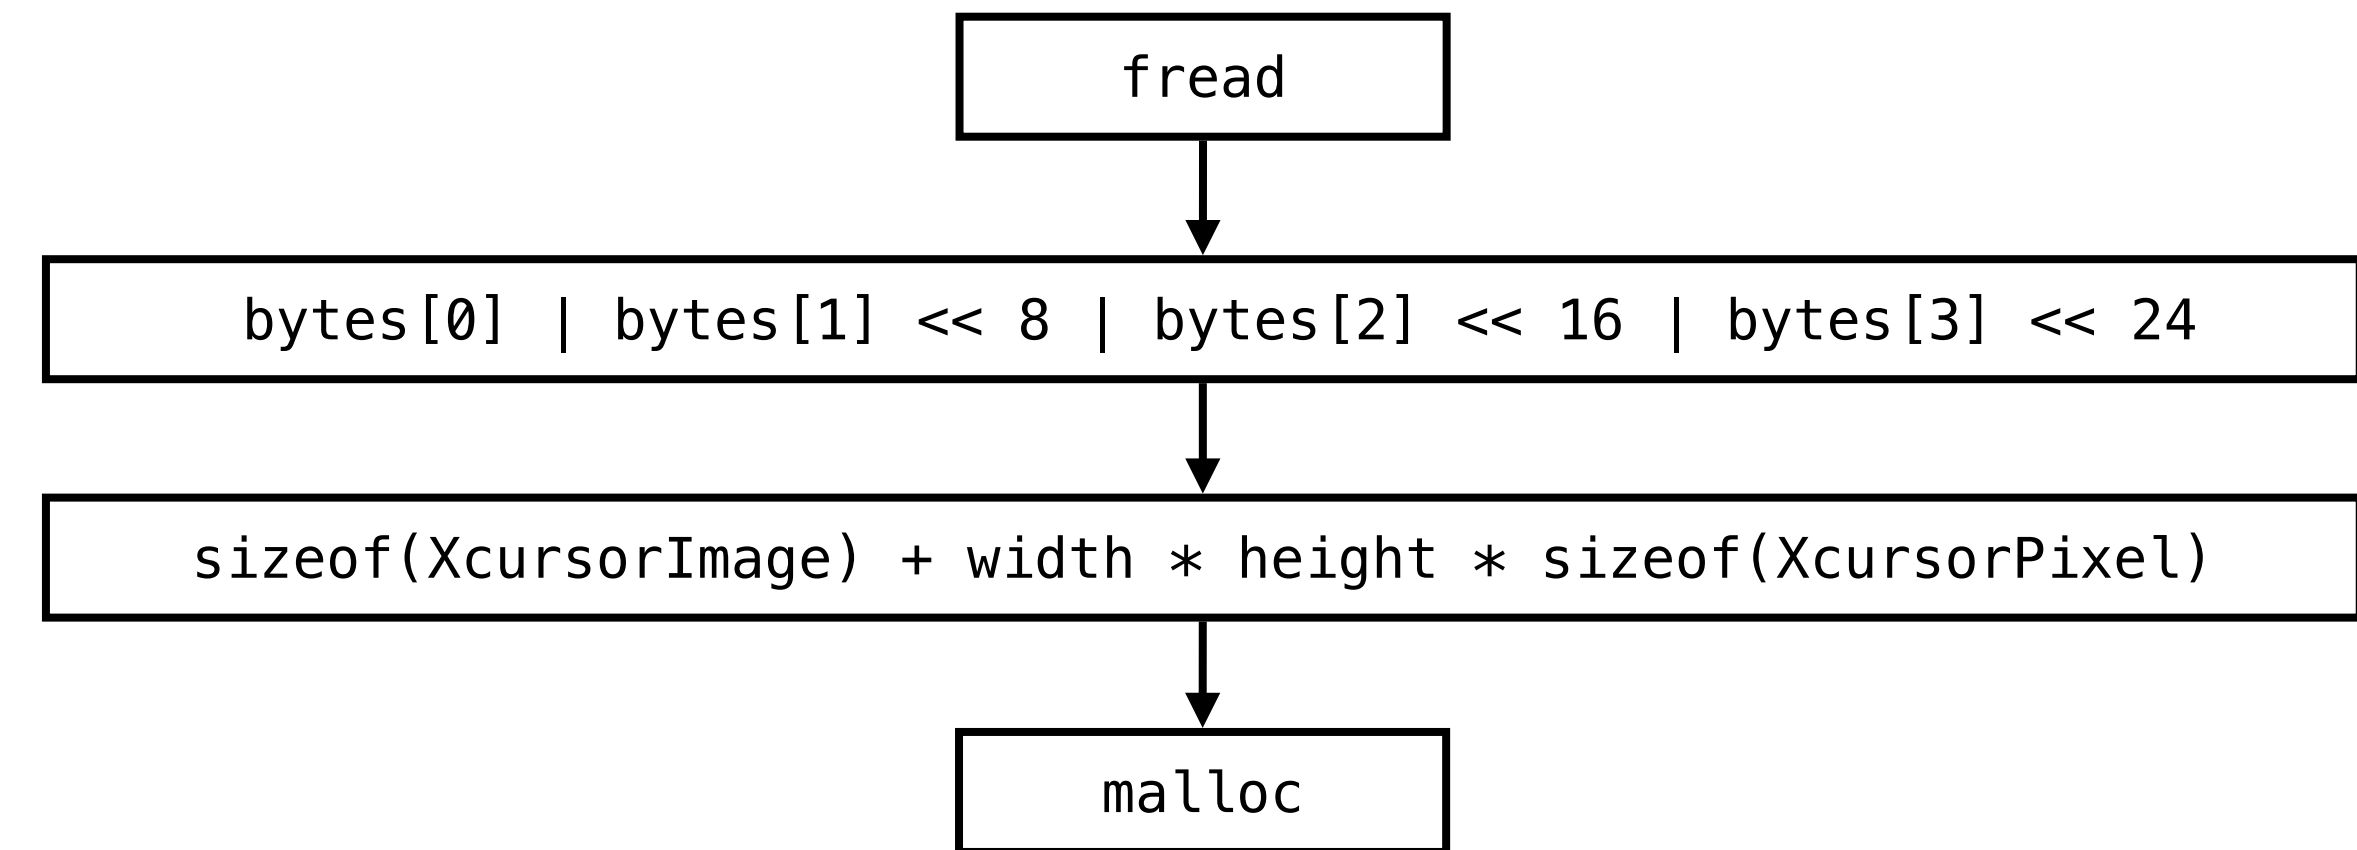 fread
bytes[0] | bytes[1] << 8 | bytes[2] << 16 | bytes[3] << 24
sizeof(XcursorImage) + width * height * sizeof(XcursorPixel)
malloc